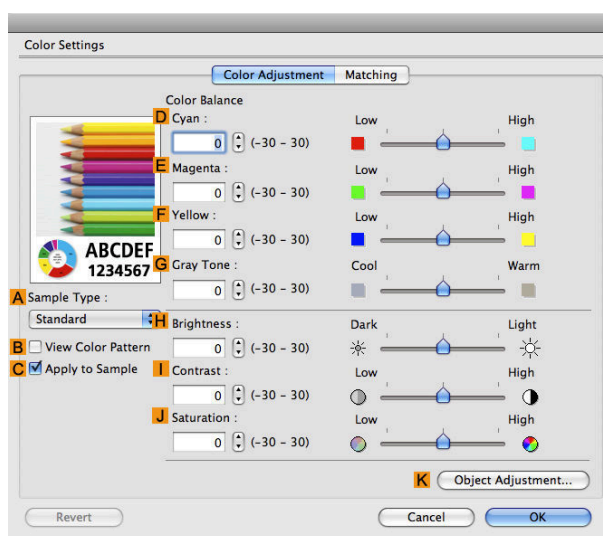 Color Settings
Color Adjustment Matching
Color Balance
D Cyan : Low High
0 (-30 – 30)
E Magenta : Low High
0 (-30 – 30)
F Yellow : Low High
0 (-30 – 30)
ABCDEF
1234567
G Gray Tone : Cool Warm
0 (-30 – 30)
A Sample Type :
Standard
H Brightness : Dark Light
0 (-30 – 30)
B View Color Pattern
C Apply to Sample
I Contrast : Low High
0 (-30 – 30)
J Saturation : Low High
0 (-30 – 30)
K Object Adjustment...
Revert Cancel OK